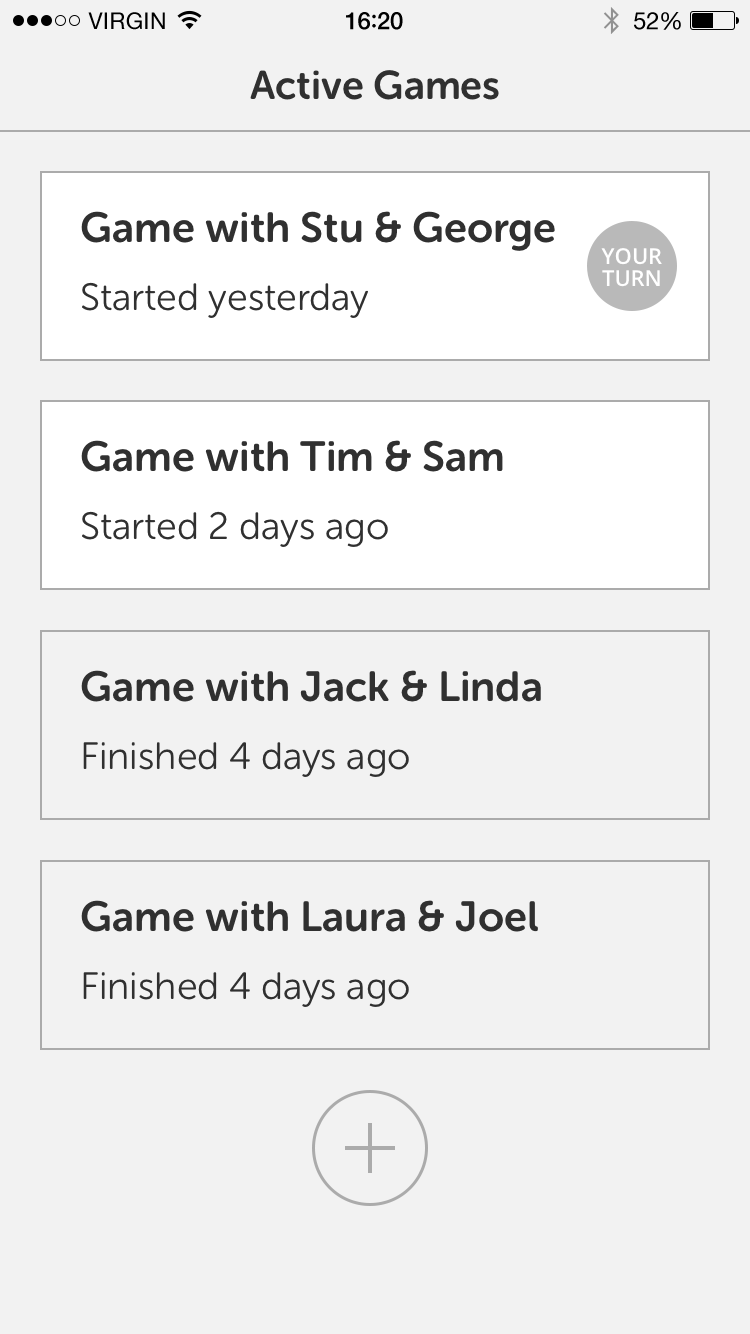 VIRGIN 16:20 52%
Active Games
Game with Stu & George
Started yesterday
YOUR
TURN
Game with Tim & Sam
Started 2 days ago
Game with Jack & Linda
Finished 4 days ago
Game with Laura & Joel
Finished 4 days ago